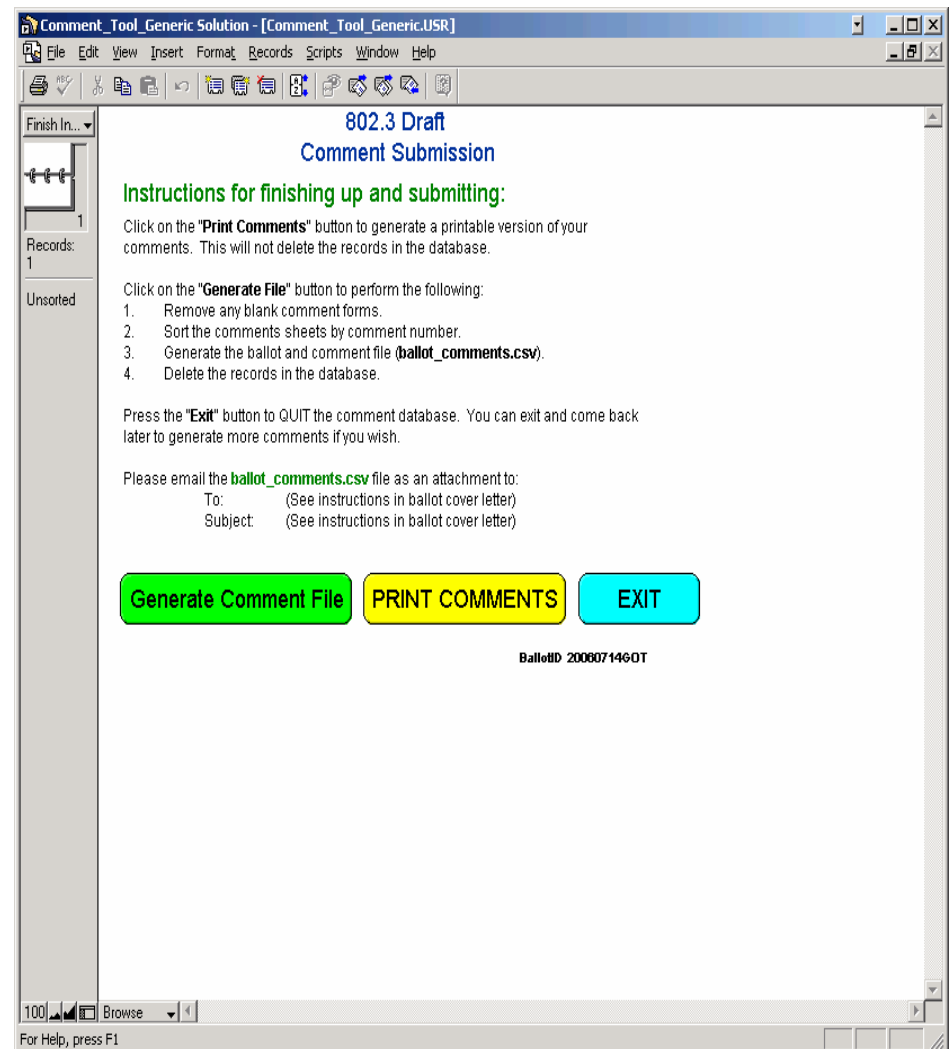 Comment_Tool_Generic Solution - [Comment_Tool_Generic.USR]
File Edit View Insert Format Records Scripts Window Help
Finish In...
1
Records:
1
Unsorted
802.3 Draft
Comment Submission
Instructions for finishing up and submitting:
Click on the "Print Comments" button to generate a printable version of your
comments. This will not delete the records in the database.
Click on the "Generate File" button to perform the following:
1. Remove any blank comment forms.
2. Sort the comments sheets by comment number.
3. Generate the ballot and comment file (ballot_comments.csv).
4. Delete the records in the database.
Press the "Exit" button to QUIT the comment database. You can exit and come back
later to generate more comments if you wish.
Please email the ballot_comments.csv file as an attachment to:
To: (See instructions in ballot cover letter)
Subject: (See instructions in ballot cover letter)
Generate Comment File PRINT COMMENTS EXIT
BallotID 20060714GOT
100 Browse
For Help, press F1